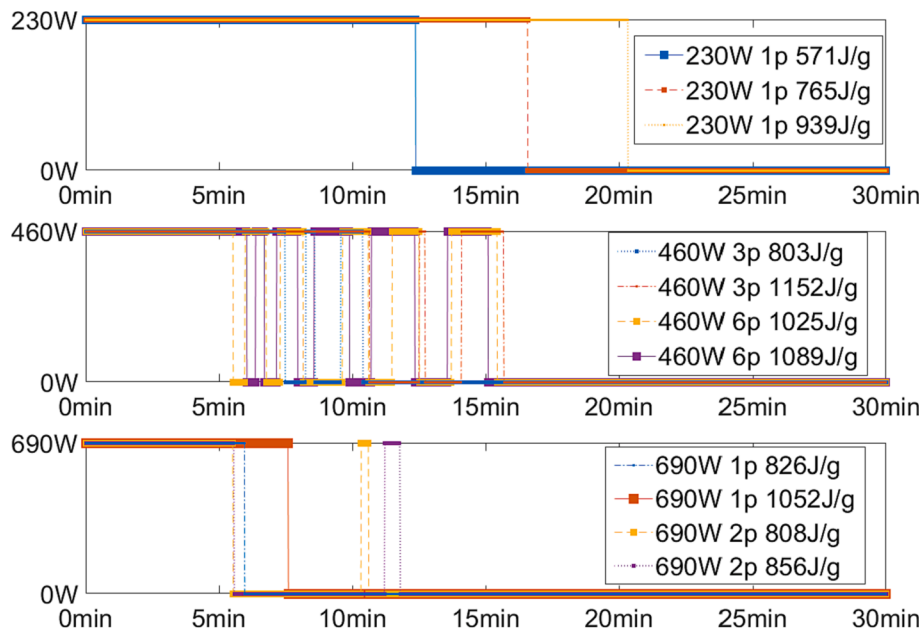 230W
230W 1p 571J/g
230W 1p 765J/g
230W 1p 939J/g
0W
0min 5min 10min 15min 20min 25min 30min
460W
460W 3p 803J/g
460W 3p 1152J/g
460W 6p 1025J/g
460W 6p 1089J/g
0W
0min 5min 10min 15min 20min 25min 30min
690W
690W 1p 826J/g
690W 1p 1052J/g
690W 2p 808J/g
690W 2p 856J/g
0W
0min 5min 10min 15min 20min 25min 30min